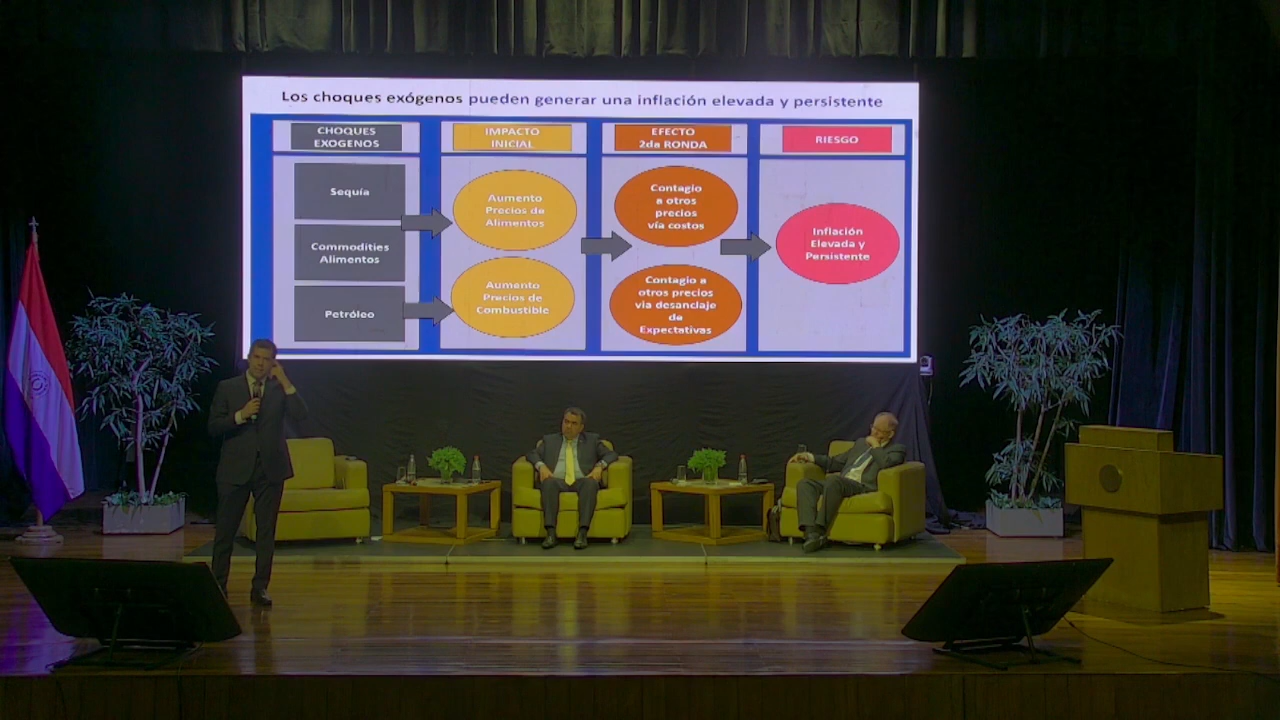 Los choques exógenos pueden generar una inflación elevada y persistente
CHOQUES
EXOGENOS
IMPACTO
INICIAL
EFECTO
2da RONDA
RIESGO
Sequía
Commodities
Alimentos
Petróleo
Aumento
Precios de
Alimentos
Aumento
Precios de
Combustible
Contagio
a otros
precios
vía costos
Contagio a
otros precios
via desanclaje
de
Expectativas
Inflación
Elevada y
Persistente